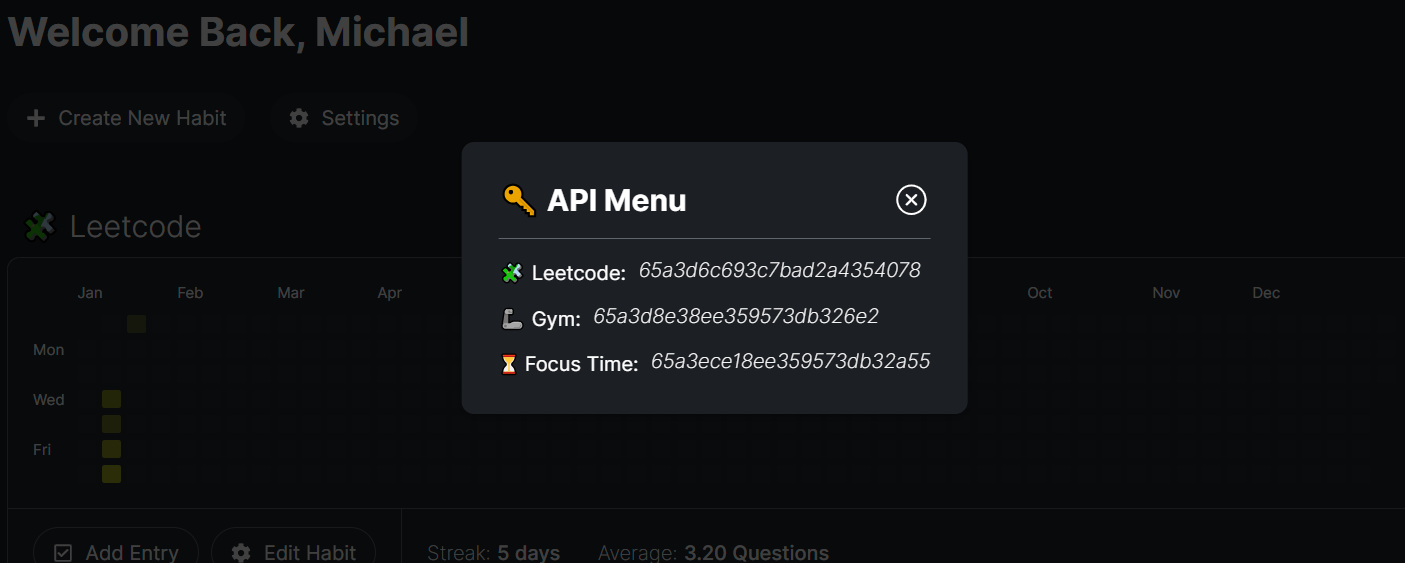 Welcome Back, Michael
Create New Habit
Settings
Leetcode
API Menu
Leetcode: 65a3d6c693c7bad2a4354078
Gym: 65a3d8e38ee359573db326e2
Focus Time: 65a3ece18ee359573db32a55
Jan Feb Mar Apr Oct Nov Dec
Mon
Wed
Fri
Add Entry
Edit Habit
Streak: 5 days
Average: 3.20 Questions